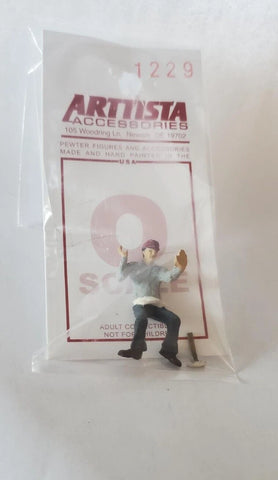 1229
ARTTISTA
ACCESSORIES
105 Woodring Ln. Newark, DE 19702
PEWTER FIGURES AND ACCESSORIES
MADE AND HAND PAINTED IN THE
USA
O
SCALE
ADULT COLLECTIBLE
NOT FOR CHILDREN